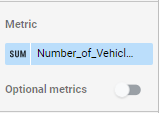 Metric
SUM Number_of_Vehicl...
Optional metrics